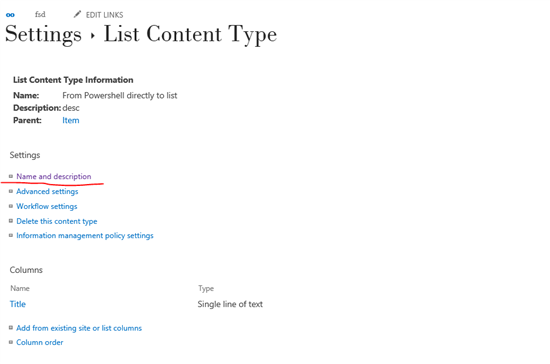 fsd EDIT LINKS
Settings › List Content Type
List Content Type Information
Name: From Powershell directly to list
Description: desc
Parent: Item
Settings
Name and description
Advanced settings
Workflow settings
Delete this content type
Information management policy settings
Columns
Name Type
Title Single line of text
Add from existing site or list columns
Column order